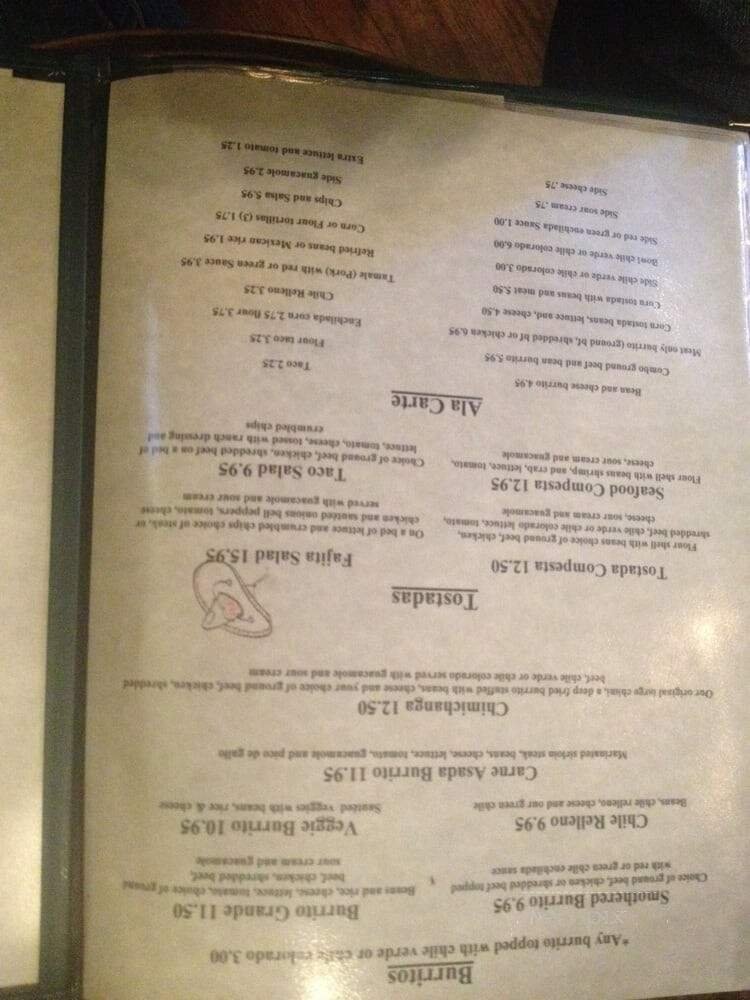 Burritos
*Any burrito topped with chile verde or chile colorado 3.00
Smothered Burrito 9.95
Choice of ground beef, chicken or shredded beef topped
with red or green chile enchilada sauce
Burrito Grande 11.50
Beans and rice, cheese, lettuce, tomato, choice of ground
beef, chicken, shredded beef,
sour cream and guacamole
Chile Relleno 9.95
Beans, chile relleno, cheese and our green chile
Veggie Burrito 10.95
Sautéed veggies with beans, rice & cheese
Carne Asada Burrito 11.95
Marinated sirloin steak, beans, cheese, lettuce, tomato, guacamole and pico de gallo
Chimichanga 12.50
Our original large chimi, a deep fried burrito stuffed with beans, cheese and your choice of ground beef, chicken, shredded
beef, chile verde or chile colorado served with guacamole and sour cream
Tostadas
Tostada Compesta 12.50
Flour shell with beans choice of ground beef, chicken,
shredded beef, chile verde or chile colorado lettuce, tomato,
cheese, sour cream and guacamole
Fajita Salad 15.95
On a bed of lettuce and crumbled chips choice of steak, or
chicken and sautéed onions bell peppers, tomato, cheese
served with guacamole and sour cream
Seafood Compesta 12.95
Flour shell with beans shrimp, and crab, lettuce, tomato,
cheese, sour cream and guacamole
Taco Salad 9.95
Choice of ground beef, chicken, shredded beef on a bed of
lettuce, tomato, cheese, tossed with ranch dressing and
crumbled chips
Ala Carte
Bean and cheese burrito 4.95
Combo ground beef and bean burrito 5.95
Meat only burrito (ground bf, shredded bf or chicken 6.95
Corn tostada beans, lettuce and, cheese 4.50
Corn tostada with beans and meat 5.50
Side chile verde or chile colorado 3.00
Bowl chile verde or chile colorado 6.00
Side red or green enchilada Sauce 1.00
Side sour cream .75
Side cheese .75
Taco 2.25
Flour taco 3.25
Enchilada corn 2.75 flour 3.75
Chile Relleno 3.25
Tamale (Pork) with red or green Sauce 3.95
Refried beans or Mexican rice 1.95
Corn or Flour tortillas (3) 1.75
Chips and Salsa 5.95
Side guacamole 2.95
Extra lettuce and tomato 1.25